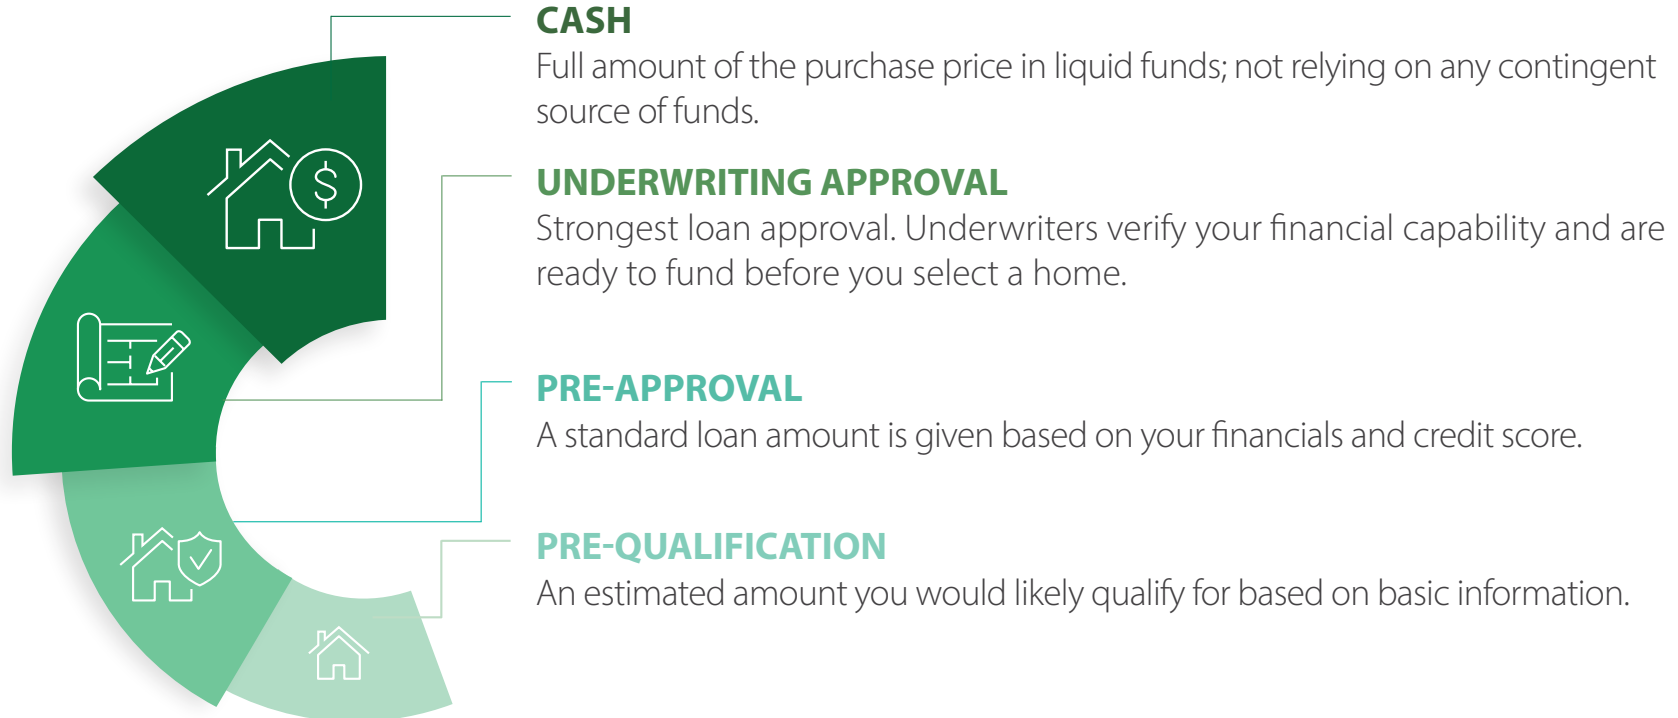 CASH
Full amount of the purchase price in liquid funds; not relying on any contingent
source of funds.
UNDERWRITING APPROVAL
Strongest loan approval. Underwriters verify your financial capability and are
ready to fund before you select a home.
PRE-APPROVAL
A standard loan amount is given based on your financials and credit score.
PRE-QUALIFICATION
An estimated amount you would likely qualify for based on basic information.
$